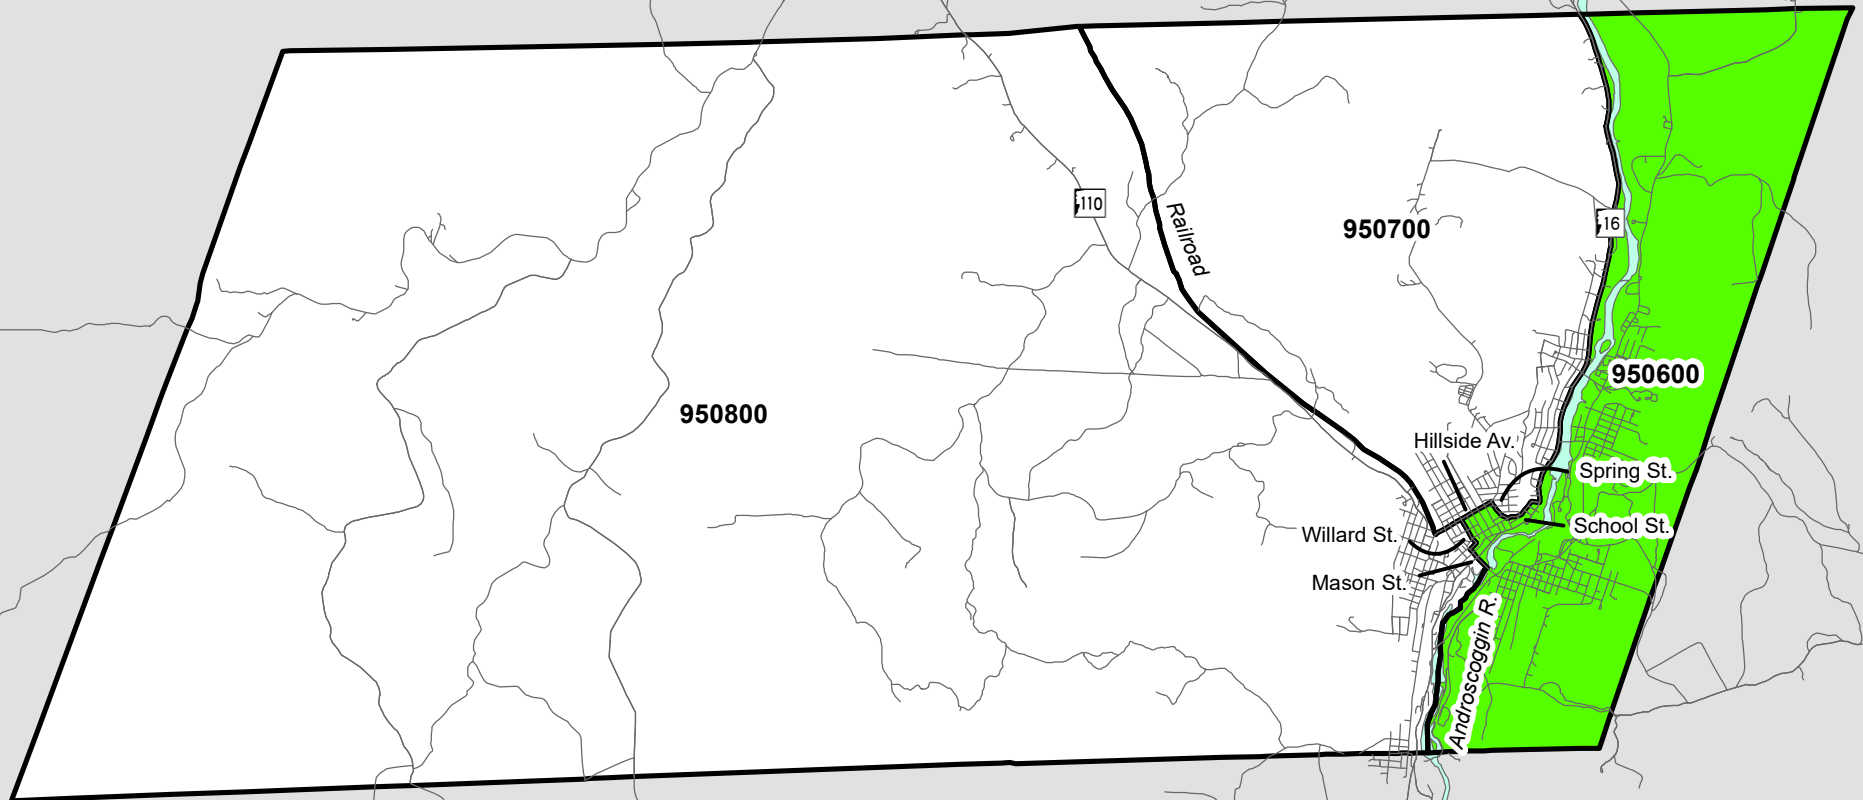 110
Railroad
950700
16
950600
950800
Hillside Av.
Spring St.
School St.
Willard St.
Mason St.
Androscoggin R.